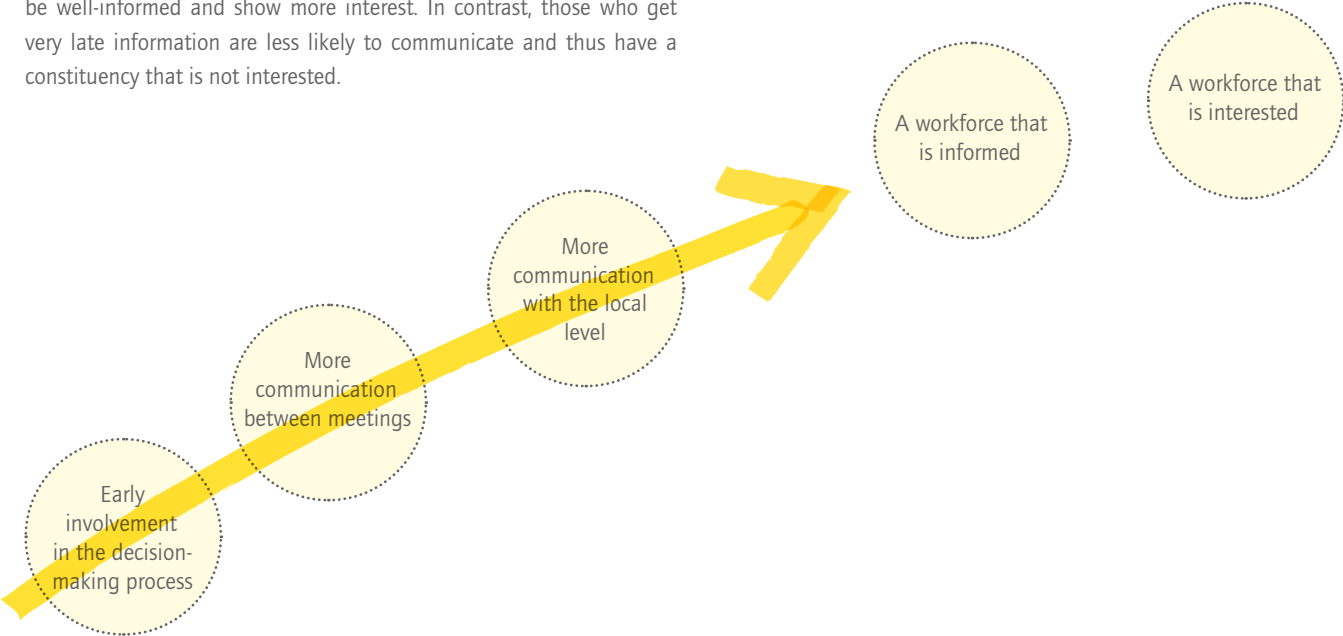 be well-informed and show more interest. In contrast, those who get
very late information are less likely to communicate and thus have a
constituency that is not interested.
A workforce that
is interested
A workforce that
is informed
More
communication
with the local
level
More
communication
between meetings
Early
involvement
in the decision-
making process